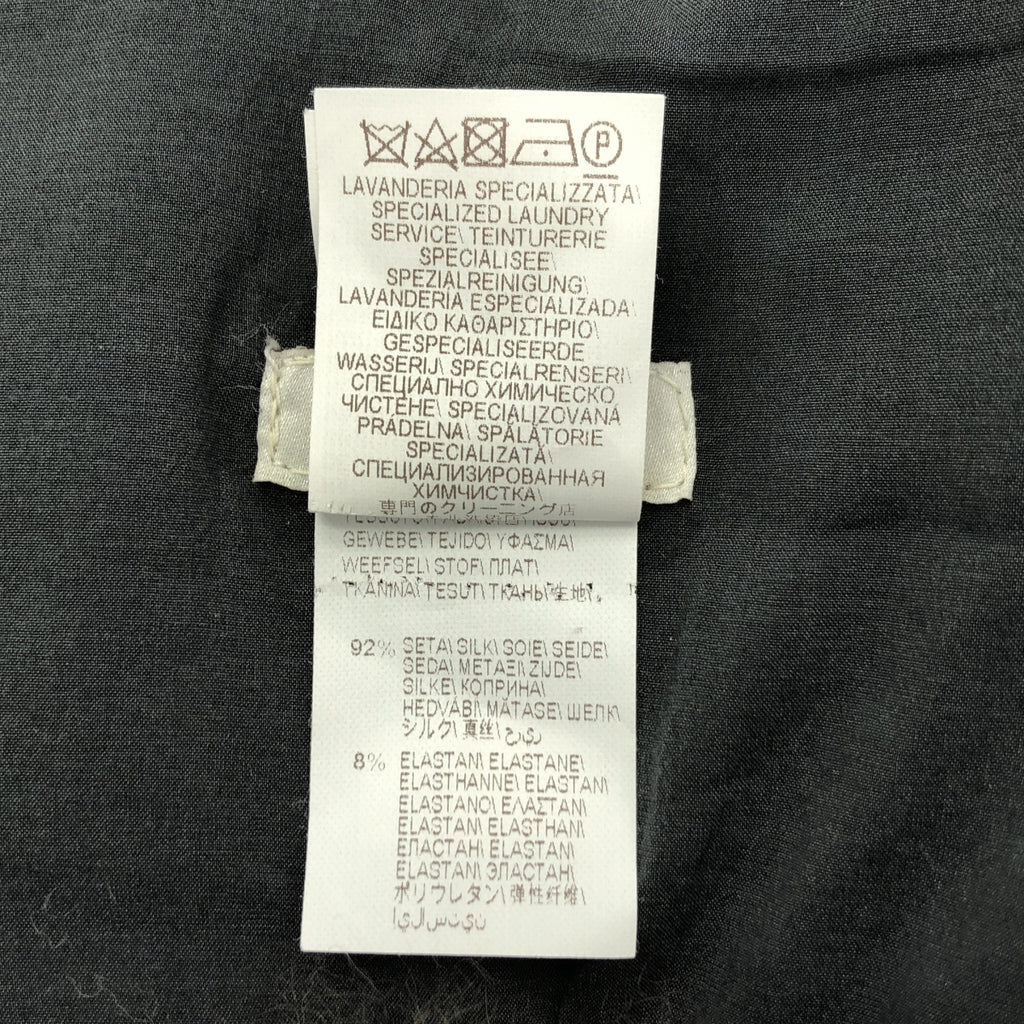 P
LAVANDERIA SPECIALIZZATA\
SPECIALIZED LAUNDRY
SERVICE\ TEINTURERIE
SPECIALISEE\
SPEZIALREINIGUNG\
LAVANDERIA ESPECIALIZADA\
ΕΙΔΙΚΟ ΚΑΘΑΡΙΣΤΗΡΙΟ\
GESPECIALISEERDE
WASSERIJ\ SPECIALRENSERI\
СПЕЦИАЛНО ХИМИЧЕСКО
ЧИСТЕНЕ\ SPECIALIZOVANÁ
PRÁDELNA\ SPĂLĂTORIE
SPECIALIZATĂ\
СПЕЦИАЛИЗИРОВАННАЯ
ХИМЧИСТКА\
専門のクリーニング店
GEWEBE\ TEJIDO\ ΥΦΑΣΜΑ\
WEEFSEL\ STOF\ ПЛАТ\
TKANINA\ TESUT\ ТКАНЬ\ 生地\
92% SETA\ SILK\ SOIE\ SEIDE\
SEDA\ ΜΕΤΑΞΙ\ ZIJDE\
SILKE\ КОПРИНА\
HEDVÁBÍ\ MĂTASE\ ШЕЛК\
シルク\ 真丝\ حرير
8% ELASTAN\ ELASTANE\
ELASTHANNE\ ELASTAN\
ELASTANO\ ΕΛΑΣΤΑΝ\
ELASTAN\ ELASTHAN\
ЕЛАСТАН\ ELASTAN\
ELASTAN\ ЭЛАСТАН\
ポリウレタン\ 弹性纤维\